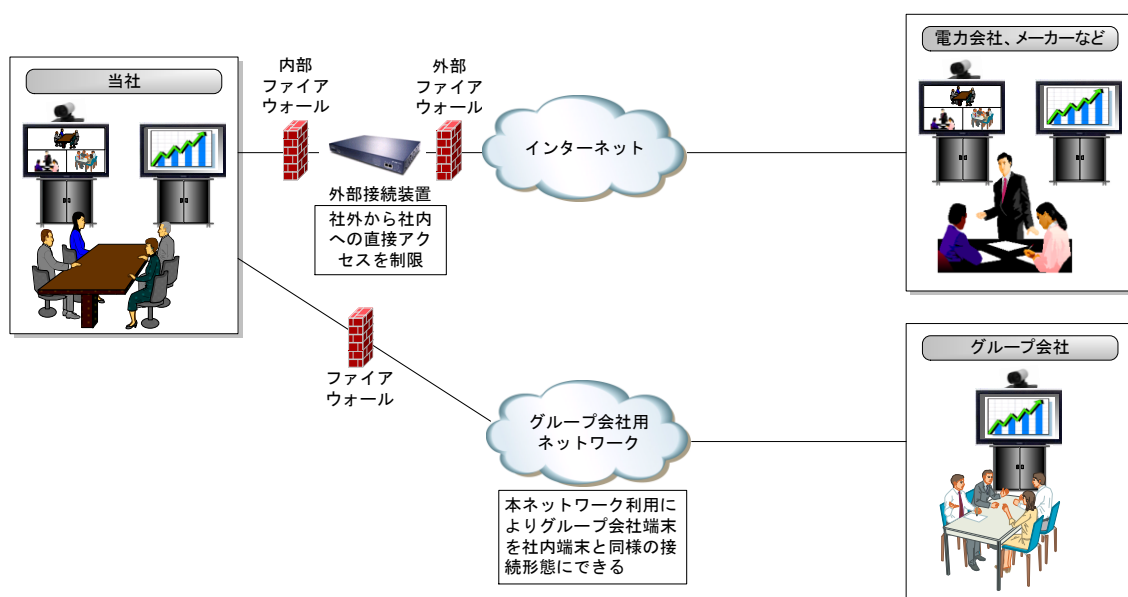 当社
内部
ファイア
ウォール
外部
ファイア
ウォール
外部接続装置
社外から社内
への直接アク
セスを制限
インターネット
電力会社、メーカーなど
ファイア
ウォール
グループ会社用
ネットワーク
本ネットワーク利用に
よりグループ会社端末
を社内端末と同様の接
続形態にできる
グループ会社